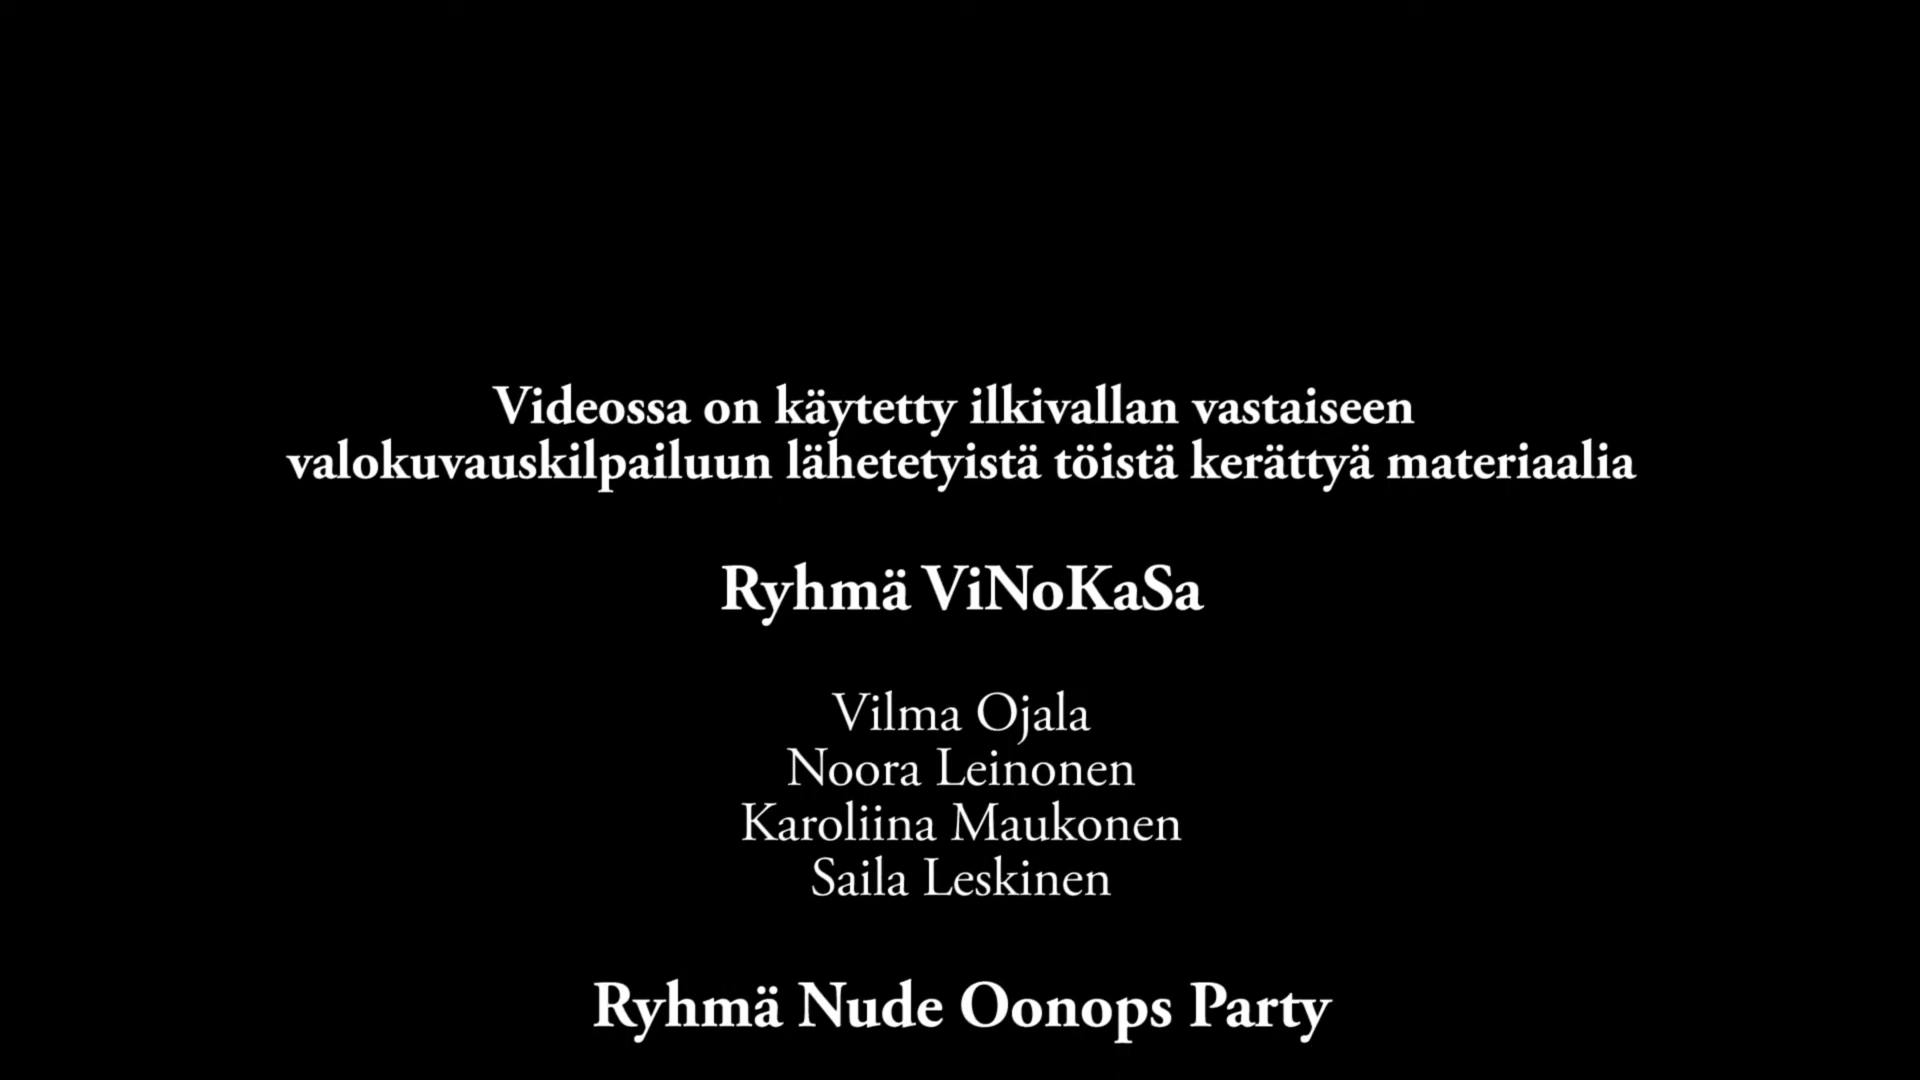 Videossa on käytetty ilkivallan vastaiseen
valokuvauskilpailuun lähetetyistä töistä kerättyä materiaalia
Ryhmä ViNoKaSa
Vilma Ojala
Noora Leinonen
Karoliina Maukonen
Saila Leskinen
Ryhmä Nude Oonops Party